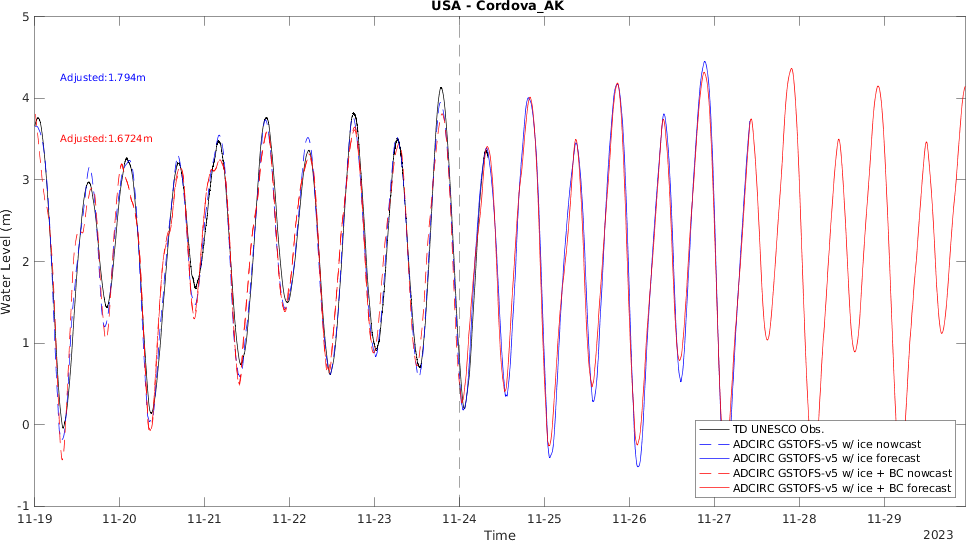 USA - Cordova_AK
5
4
3
2
1
0
-1
Water Level (m)
Adjusted:1.794m
Adjusted:1.6724m
TD UNESCO Obs.
ADCIRC GSTOFS-v5 w/ ice nowcast
ADCIRC GSTOFS-v5 w/ ice forecast
ADCIRC GSTOFS-v5 w/ ice + BC nowcast
ADCIRC GSTOFS-v5 w/ ice + BC forecast
11-19 11-20 11-21 11-22 11-23 11-24 11-25 11-26 11-27 11-28 11-29
Time
2023